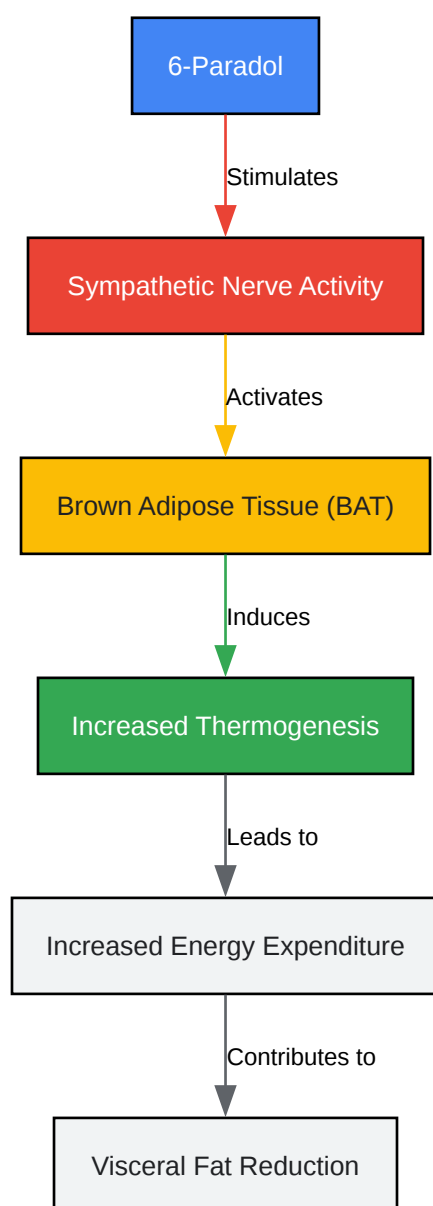 6-Paradol
Stimulates
Sympathetic Nerve Activity
Activates
Brown Adipose Tissue (BAT)
Induces
Increased Thermogenesis
Leads to
Increased Energy Expenditure
Contributes to
Visceral Fat Reduction